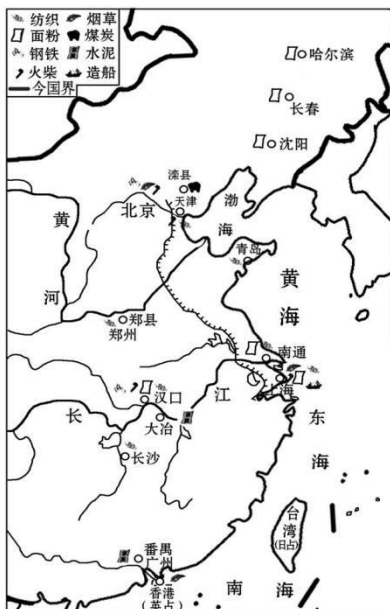 纺织 烟草
面粉 煤炭
钢铁 水泥
火柴 造船
今国界
哈尔滨
长春
沈阳
滦县
北京 天津
渤
海
黄
河
青岛
黄
海
郑县
郑州
南通
上海
汉口
大冶
长沙
长
江
东
海
台
湾
(日占)
番禺
广州
香港
(英占)
南 海